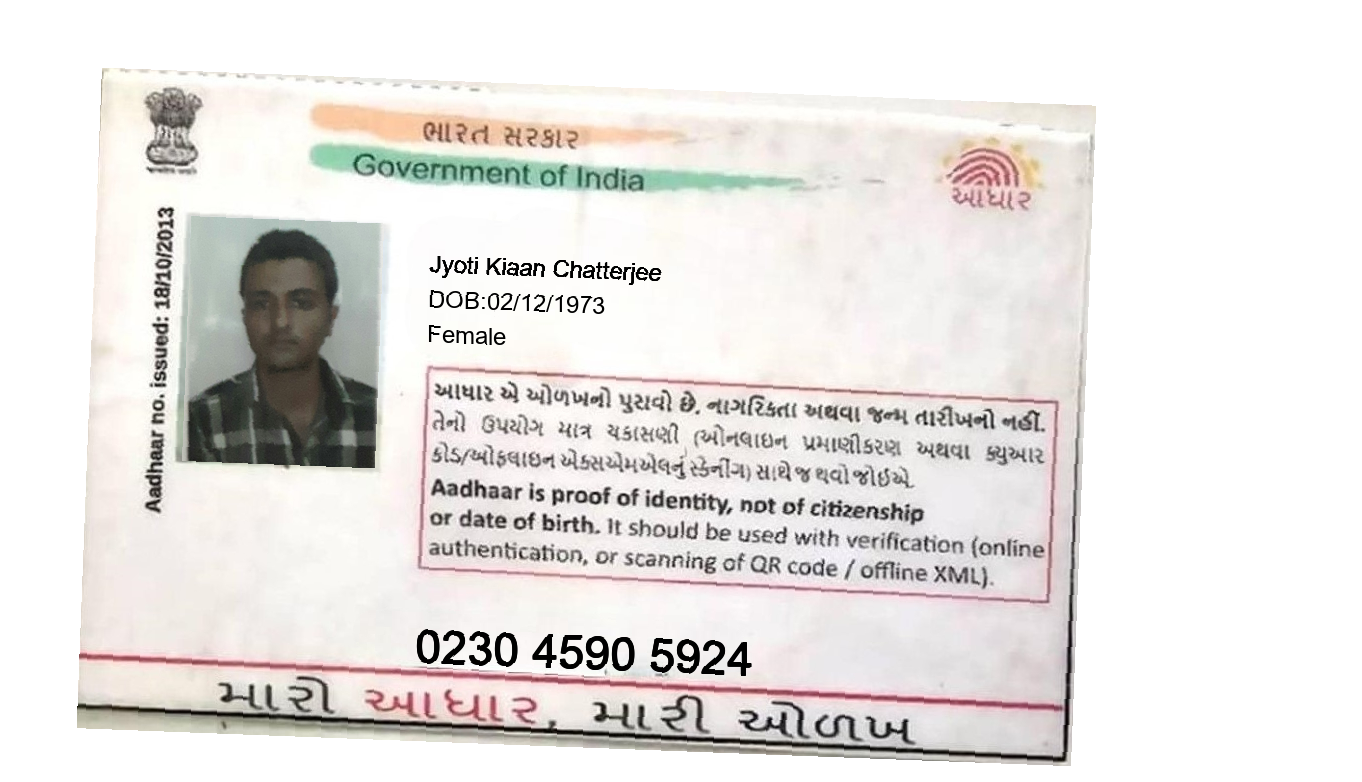 ભારત સરકાર
Government of India
આધાર
Aadhaar no. issued: 18/10/2013
Jyoti Kiaan Chatterjee
DOB:02/12/1973
Female
આધાર એ ઓળખનો પુરાવો છે, નાગરિકતા અથવા જન્મ તારીખનો નહીં.
તેનો ઉપયોગ માત્ર ચકાસણી (ઓનલાઇન પ્રમાણીકરણ અથવા ક્યુઆર
કોડ/ઓફલાઇન એક્સએમએલનું સ્કેનીંગ) સાથે જ થવો જોઈએ.
Aadhaar is proof of identity, not of citizenship
or date of birth. It should be used with verification (online
authentication, or scanning of QR code / offline XML).
0230 4590 5924
મારો આધાર, મારી ઓળખ